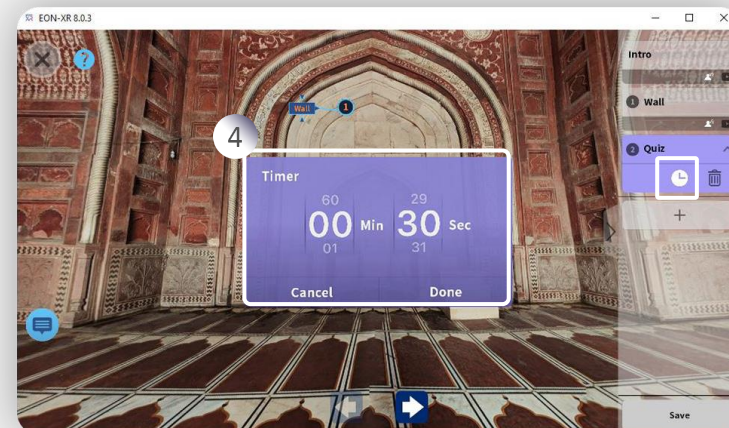 EON-XR 8.0.3
Intro
Wall 1
1 Wall
4
2 Quiz
Timer
60 29
00 Min 30 Sec
01 31
Cancel Done
+
Save